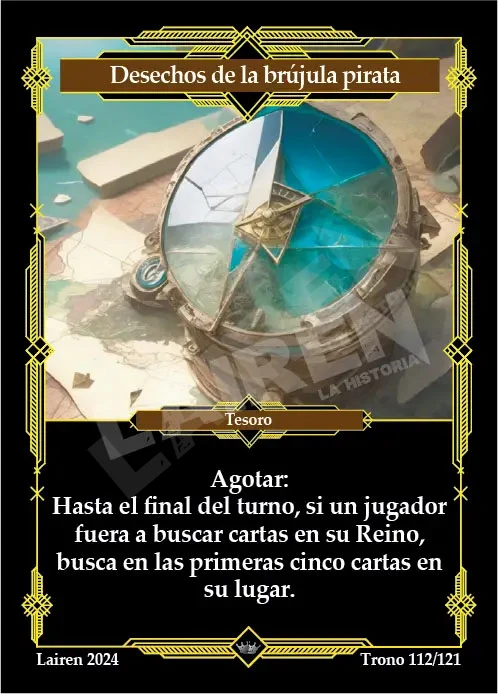 Desechos de la brújula pirata
LAIREN
LA HISTORIA
Tesoro
Agotar:
Hasta el final del turno, si un jugador
fuera a buscar cartas en su Reino,
busca en las primeras cinco cartas en
su lugar.
Lairen 2024
Trono 112/121